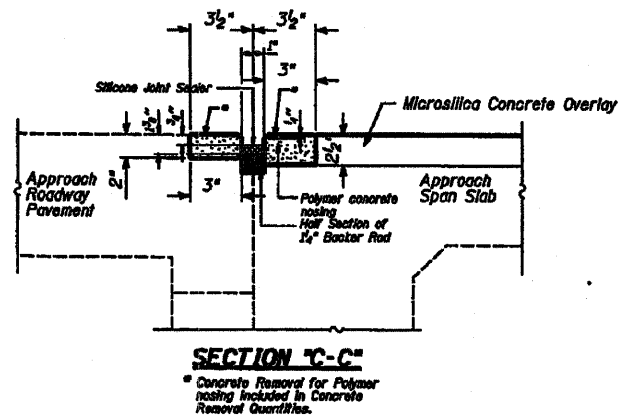 3½" 3½"
1"
3"
Silicone Joint Sealer
¾"
Microsilica Concrete Overlay
2"
2½"
Approach
Roadway
Pavement
3"
Approach
Span Slab
Polymer concrete
nosing
Half Section of
1¼" Backer Rod
SECTION "C-C"
* Concrete Removal for Polymer
nosing included in Concrete
Removal Quantities.